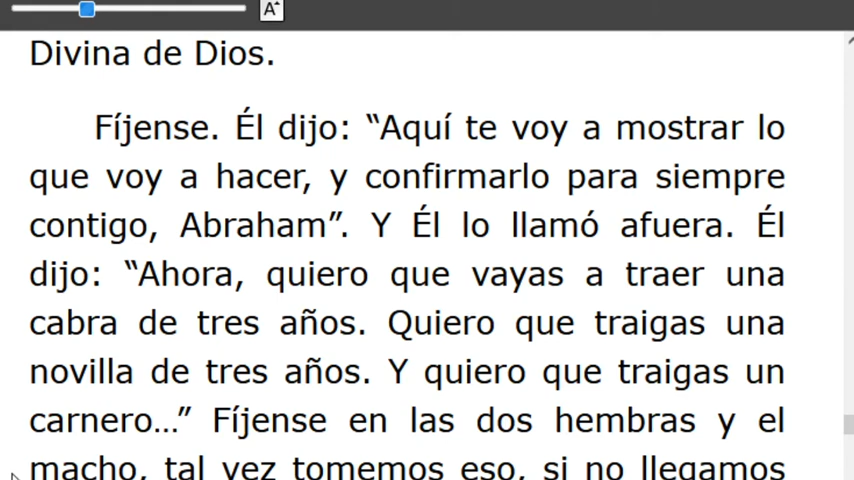 A
Divina de Dios.
Fíjense. Él dijo: “Aquí te voy a mostrar lo
que voy a hacer, y confirmarlo para siempre
contigo, Abraham”. Y Él lo llamó afuera. Él
dijo: “Ahora, quiero que vayas a traer una
cabra de tres años. Quiero que traigas una
novilla de tres años. Y quiero que traigas un
carnero...” Fíjense en las dos hembras y el
macho, tal vez tomemos eso, si no llegamos